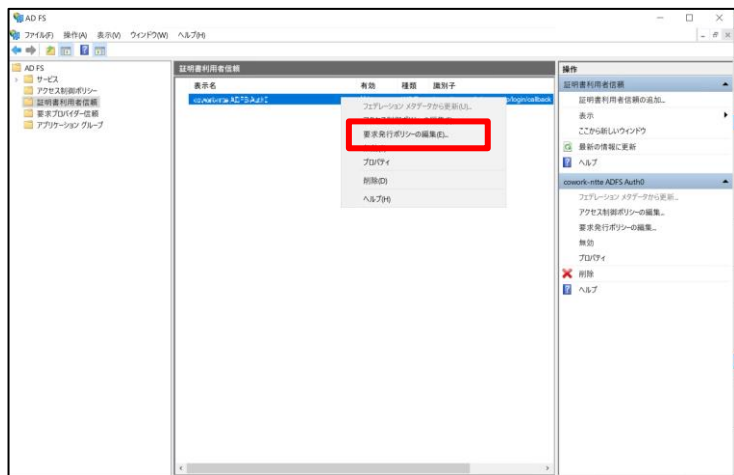 AD FS
ファイル(F) 操作(A) 表示(V) ウィンドウ(W) ヘルプ(H)
AD FS
サービス
アクセス制御ポリシー
証明書利用者信頼
要求プロバイダー信頼
アプリケーション グループ
証明書利用者信頼
表示名 有効 種類 識別子
p/login/callback
フェデレーション メタデータから更新(U)...
要求発行ポリシーの編集(E)...
プロパティ
削除(D)
ヘルプ(H)
操作
証明書利用者信頼
証明書利用者信頼の追加...
表示
ここから新しいウィンドウ
最新の情報に更新
ヘルプ
cowork-ntte ADFS Auth0
フェデレーション メタデータから更新...
アクセス制御ポリシーの編集...
要求発行ポリシーの編集...
無効
プロパティ
削除
ヘルプ